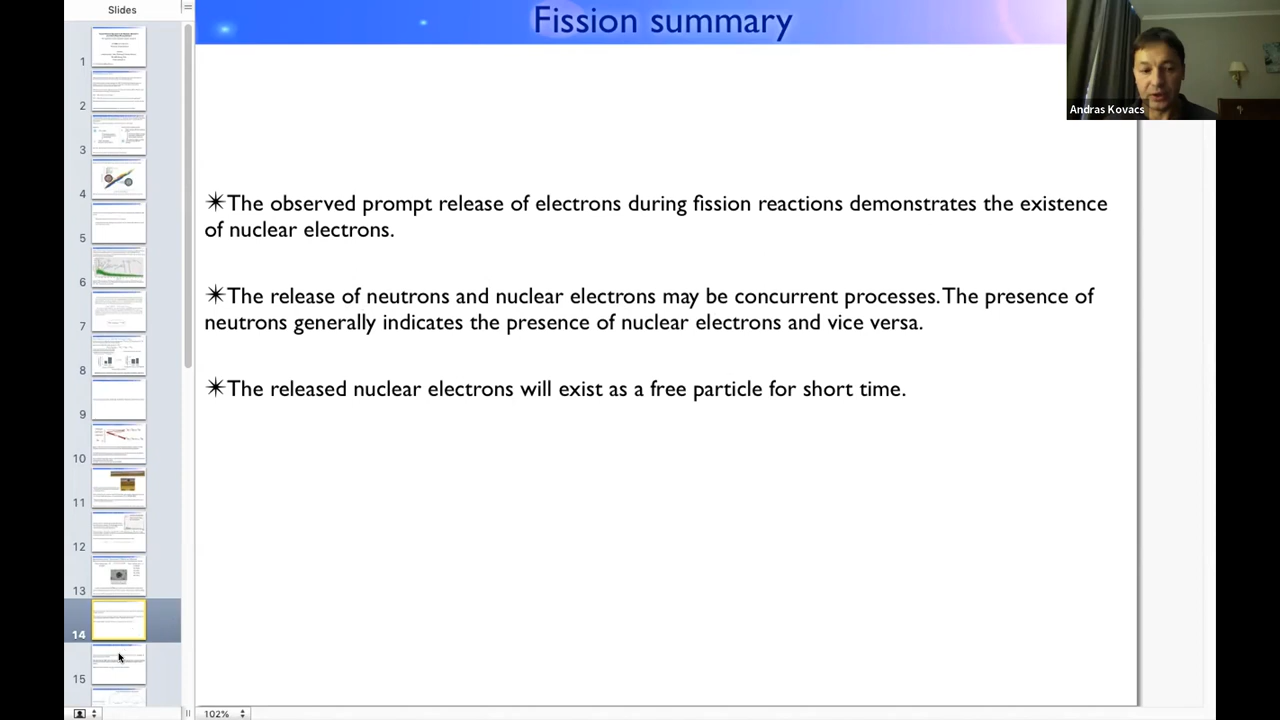 Slides
Fission summary
Andras Kovacs
✴The observed prompt release of electrons during fission reactions demonstrates the existence
of nuclear electrons.
✴The release of neutrons and nuclear electrons may be concurrent processes. The presence of
neutrons generally indicates the presence of nuclear electrons and vice versa.
✴The released nuclear electrons will exist as a free particle for short time.
1
2
3
4
5
6
7
8
9
10
11
12
13
14
15
102%